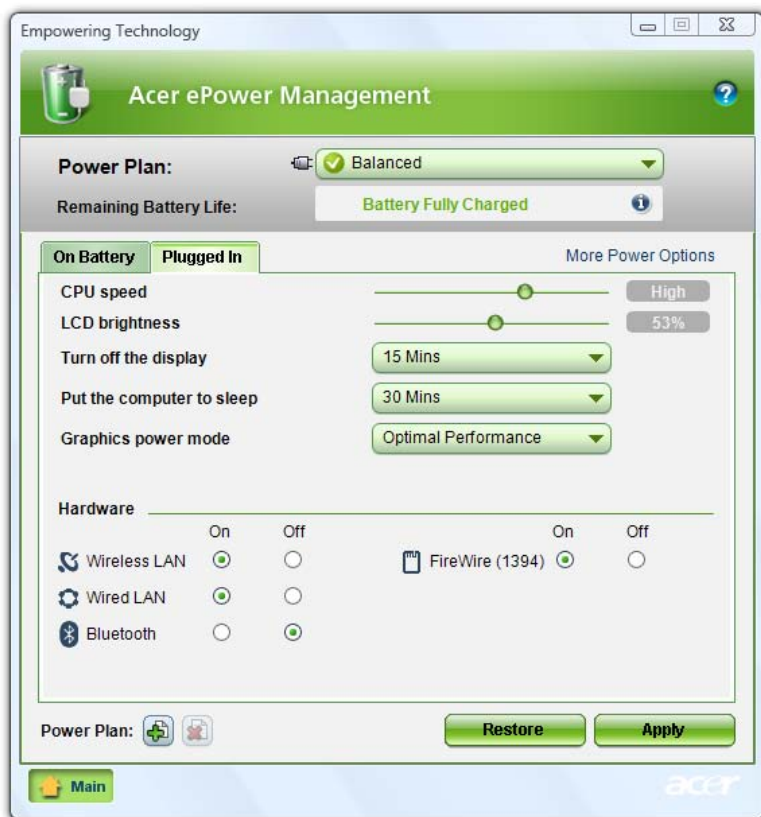 Empowering Technology
Acer ePower Management
Power Plan: Balanced
Remaining Battery Life: Battery Fully Charged
On Battery Plugged In More Power Options
CPU speed High
LCD brightness 53%
Turn off the display 15 Mins
Put the computer to sleep 30 Mins
Graphics power mode Optimal Performance
Hardware
On Off On Off
Wireless LAN FireWire (1394)
Wired LAN
Bluetooth
Power Plan: Restore Apply
Main acer